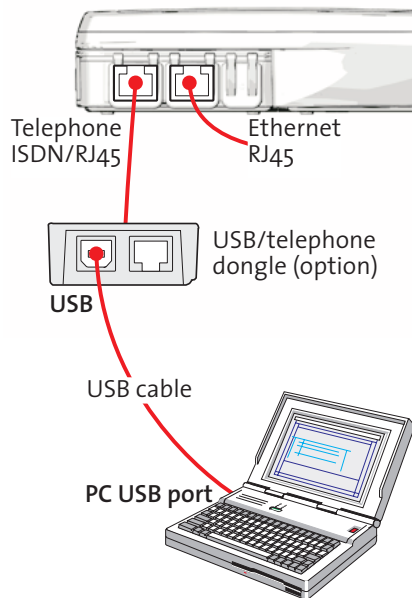 Telephone
ISDN/RJ45
Ethernet
RJ45
USB/telephone
dongle (option)
USB
USB cable
PC USB port